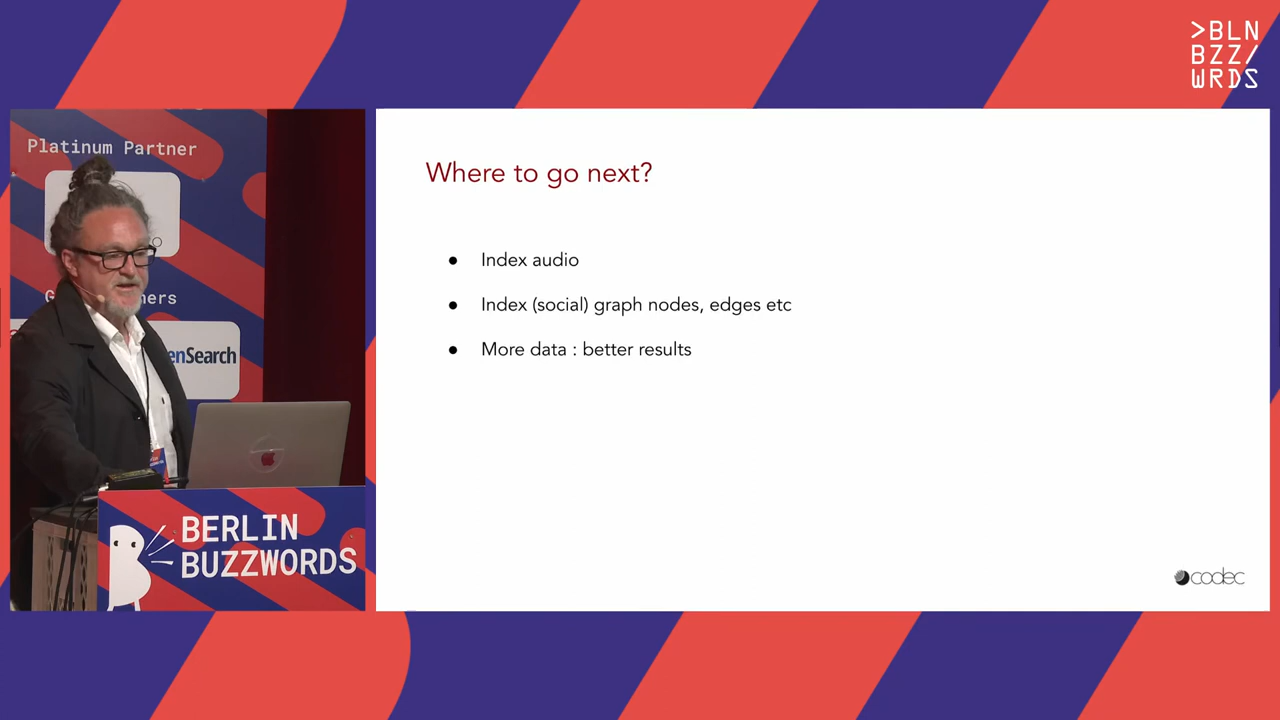 >BLN
BZZ/
WRDS
Platinum Partner
enSearch
BERLIN
BUZZWORDS
Where to go next?
● Index audio
● Index (social) graph nodes, edges etc
● More data : better results
codec